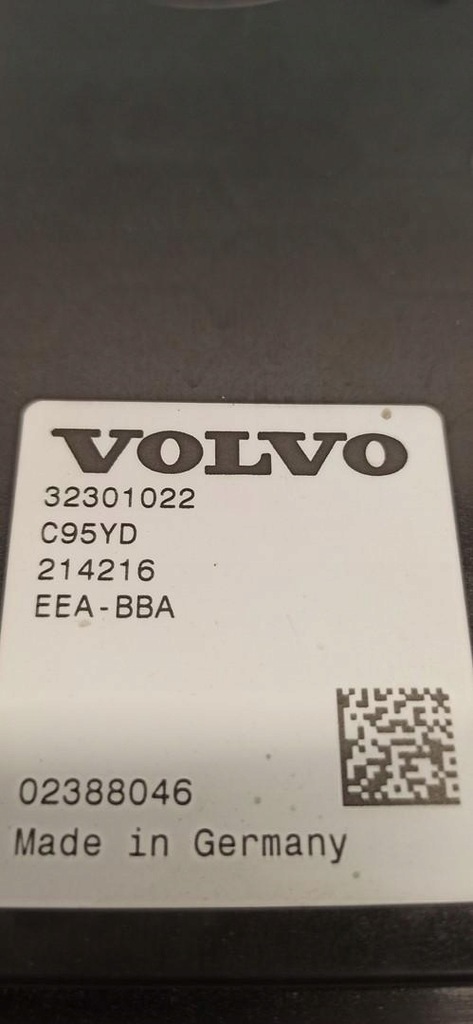 VOLVO
32301022
C95YD
214216
EEA-BBA
02388046
Made in Germany